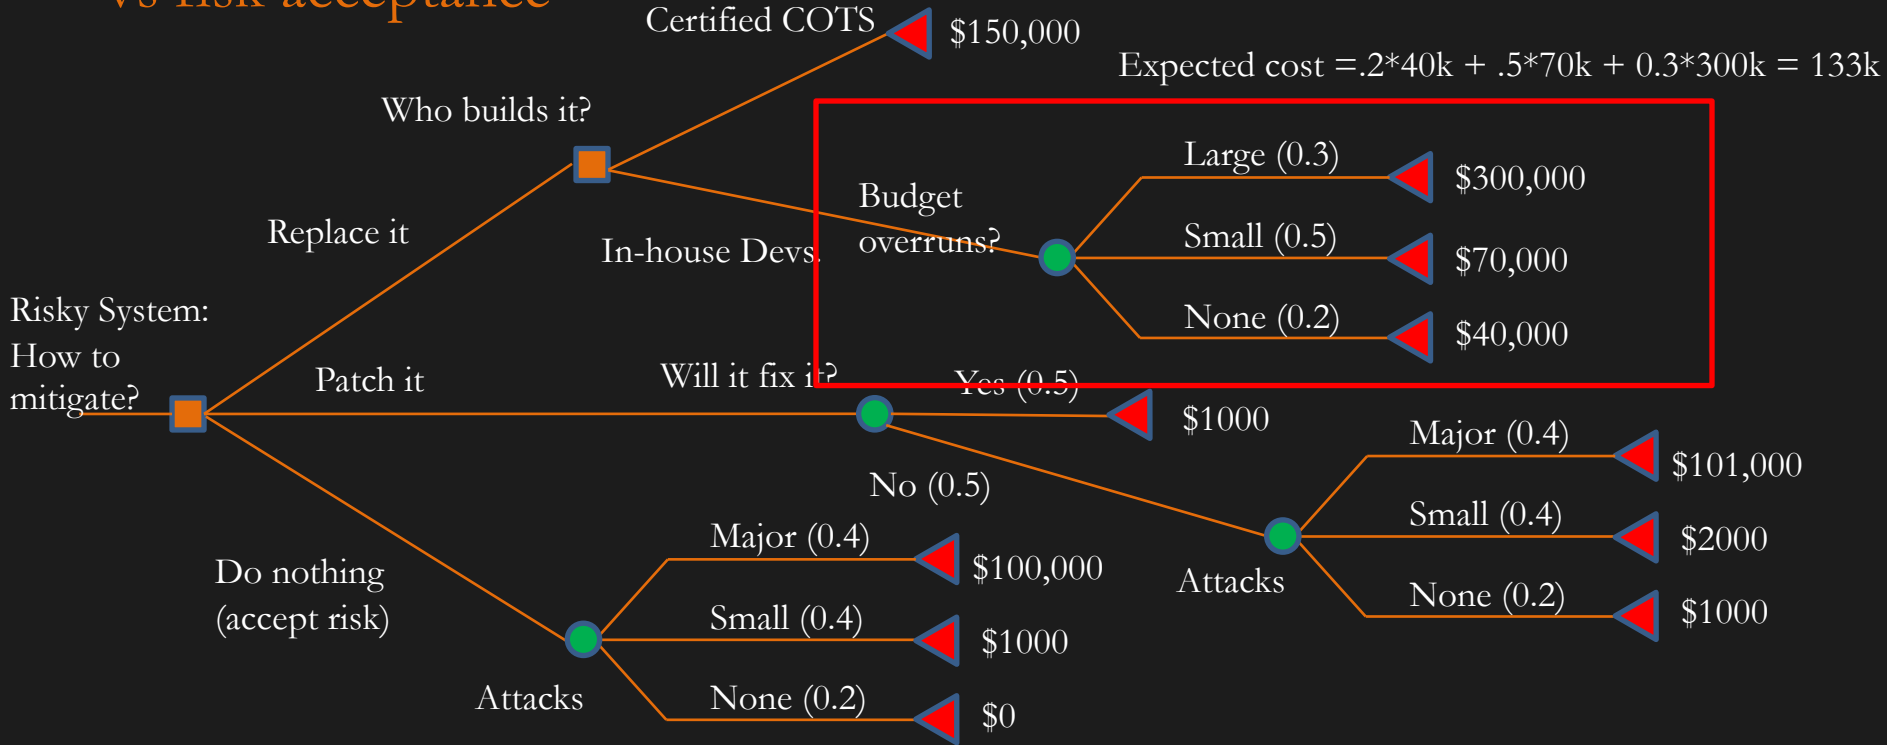 vs risk acceptance
Certified COTS
$150,000
Expected cost =.2*40k + .5*70k + 0.3*300k = 133k
Who builds it?
Large (0.3)
$300,000
Budget
overruns?
Replace it
In-house Devs.
Small (0.5)
$70,000
None (0.2)
$40,000
Risky System:
How to
mitigate?
Patch it
Will it fix it?
Yes (0.5)
$1000
Major (0.4)
$101,000
No (0.5)
Small (0.4)
$2000
Attacks
None (0.2)
$1000
Do nothing
(accept risk)
Major (0.4)
$100,000
Small (0.4)
$1000
Attacks
None (0.2)
$0